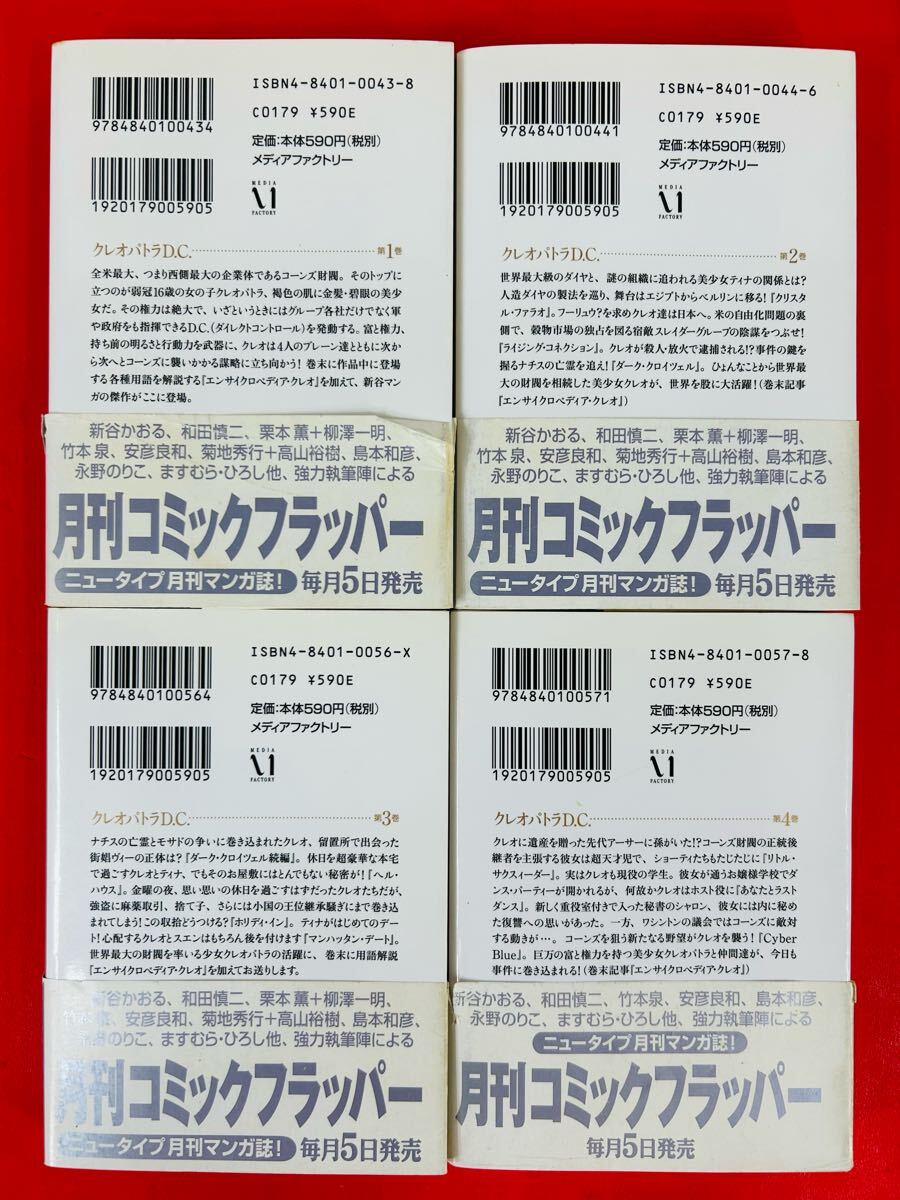 ISBN4-8401-0043-8
9784840100434
C0179 ¥590E
定価:本体590円(税別)
メディアファクトリー
1920179005905
MEDIA
FACTORY
クレオパトラD.C.
第1巻
全米最大、つまり西側最大の企業体であるコーンズ財閥。そのトップに
立つのが弱冠16歳の女の子クレオパトラ、褐色の肌に金髪・碧眼の美少
女だ。その権力は絶大で、いざというときにはグループ各社だけでなく軍
や政府をも指揮できるD.C.(ダイレクトコントロール)を発動する。富と権力、
持ち前の明るさと行動力を武器に、クレオは4人のブレーン達とともに次か
ら次へとコーンズに襲いかかる謀略に立ち向かう! 巻末に作品中に登場
する各種用語を解説する『エンサイクロペディア・クレオ』を加えて、新谷マン
ガの傑作がここに登場。
新谷かおる、和田慎二、栗本 薫+柳澤一明、
竹本 泉、安彦良和、菊地秀行+高山裕樹、島本和彦、
永野のりこ、ますむら・ひろし他、強力執筆陣による
月刊コミックフラッパー
ニュータイプ月刊マンガ誌! 毎月5日発売
ISBN4-8401-0044-6
9784840100441
C0179 ¥590E
定価:本体590円(税別)
メディアファクトリー
1920179005905
MEDIA
FACTORY
クレオパトラD.C.
第2巻
世界最大級のダイヤと、謎の組織に追われる美少女ティナの関係とは?
人造ダイヤの製法を巡り、舞台はエジプトからベルリンに移る!『クリスタ
ル・ファラオ』。フーリュウ?を求めクレオ達は日本へ。米の自由化問題の裏
側で、穀物市場の独占を図る宿敵スレイダーグループの陰謀をつぶせ!
『ライジング・コネクション』。クレオが殺人・放火で逮捕される!?事件の鍵を
握るナチスの亡霊を追え!『ダーク・クロイツェル』。ひょんなことから世界最
大の財閥を相続した美少女クレオが、世界を股に大活躍!(巻末記事
『エンサイクロペディア・クレオ』)
新谷かおる、和田慎二、栗本 薫+柳澤一明、
竹本 泉、安彦良和、菊地秀行+高山裕樹、島本和彦、
永野のりこ、ますむら・ひろし他、強力執筆陣による
月刊コミックフラッパー
ニュータイプ月刊マンガ誌! 毎月5日発売
ISBN4-8401-0056-X
9784840100564
C0179 ¥590E
定価:本体590円(税別)
メディアファクトリー
1920179005905
MEDIA
FACTORY
クレオパトラD.C.
第3巻
ナチスの亡霊とモサドの争いに巻き込まれたクレオ、留置所で出会った
街娼ヴィーの正体は?『ダーク・クロイツェル続編』。 休日を超豪華な本宅
で過ごすクレオとティナ、でもそのお屋敷にはとんでもない秘密が!『ヘル・
ハウス』。金曜の夜、思い思いの休日を過ごすはずだったクレオたちだが、
強盗に麻薬取引、捨て子、さらには小国の王位継承騒ぎにまで巻き込
まれてしまう!この収拾どうつける?『ホリデイ・イン』。ティナがはじめてのデー
ト!心配するクレオとスエンはもちろん後を付けます『マンハッタン・デート』。
世界最大の財閥を率いる少女クレオパトラの活躍に、 巻末に用語解説
『エンサイクロペディア・クレオ』を加えてお送りします。
新谷かおる、和田慎二、栗本 薫+柳澤一明、
竹本 泉、安彦良和、菊地秀行+高山裕樹、島本和彦、
永野のりこ、ますむら・ひろし他、強力執筆陣による
月刊コミックフラッパー
ニュータイプ月刊マンガ誌! 毎月5日発売
ISBN4-8401-0057-8
9784840100571
C0179 ¥590E
定価:本体590円(税別)
メディアファクトリー
1920179005905
MEDIA
FACTORY
クレオパトラD.C.
第4巻
クレオに遺産を贈った先代アーサーに孫がいた!?コーンズ財閥の正統後
継者を主張する彼女は超天才児で、ショーティたちもたじたじに『リトル・
サクスィーダー』。実はクレオも現役の学生。彼女が通うお嬢様学校でダ
ンス・パーティーが開かれるが、何故かクレオはホスト役に『あなたとラスト
ダンス』。新しく重役室付きで入った秘書のシャロン、彼女には内に秘め
た復讐への思いがあった。一方、ワシントンの議会ではコーンズに敵対
する動きが…。コーンズを狙う新たなる野望がクレオを襲う!『Cyber
Blue』。巨万の富と権力を持つ美少女クレオパトラと仲間達が、今日も
事件に巻き込まれる!(巻末記事『エンサイクロペディア・クレオ』)
新谷かおる、和田慎二、竹本泉、安彦良和、島本和彦、
永野のりこ、ますむら・ひろし他、強力執筆陣による
ニュータイプ月刊マンガ誌!
月刊コミックフラッパー
毎月5日発売